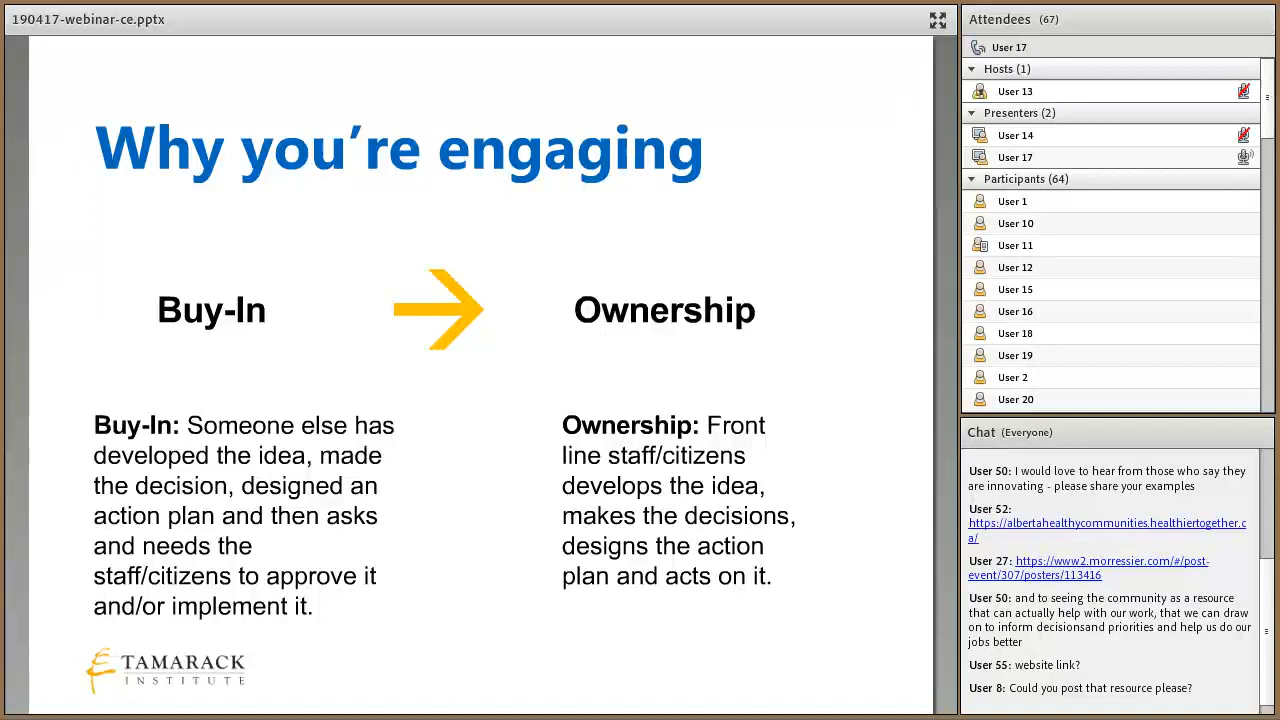 190417-webinar-ce.pptx
Why you’re engaging
Buy-In
Ownership
Buy-In: Someone else has
developed the idea, made
the decision, designed an
action plan and then asks
and needs the
staff/citizens to approve it
and/or implement it.
Ownership: Front
line staff/citizens
develops the idea,
makes the decisions,
designs the action
plan and acts on it.
TAMARACK
INSTITUTE
Attendees (67)
User 17
Hosts (1)
User 13
Presenters (2)
User 14
User 17
Participants (64)
User 1
User 10
User 11
User 12
User 15
User 16
User 18
User 19
User 2
User 20
Chat (Everyone)
User 50: I would love to hear from those who say they
are innovating - please share your examples
User 52:
https://albertahealthycommunities.healthiertogether.c
a/
User 27: https://www2.morressier.com/#/post-
event/307/posters/113416
User 50: and to seeing the community as a resource
that can actually help with our work, that we can draw
on to inform decisionsand priorities and help us do our
jobs better
User 55: website link?
User 8: Could you post that resource please?